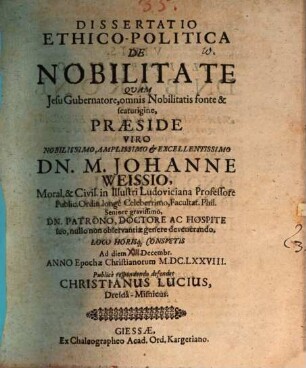 DISSERTATIO
ETHICO-POLITICA
DE
NOBILITATE
QUAM
Jesu Gubernatore, omnis Nobilitatis fonte &
scaturigine,
PRÆSIDE
VIRO
NOBILISSIMO, AMPLISSIMO & EXCELLENTISSIMO
DN. M. JOHANNE
WEISSIO,
Moral. & Civil. in Illustri Ludoviciana Professore
Public. Ordin. longè Celeberrimo, Facultat. Phil.
Seniore gravissimo,
DN. PATRONO, DOCTORE AC HOSPITE
suo, nullo non observantiæ genere devenerando,
LOCO HORISq; CONSVETIS
Ad diem Decembr.
ANNO Epochæ Christianorum M.DC.LXXVIII.
Publicè respondendo defendet
CHRISTIANUS LUCIUS,
Dresdâ-Misnicus.
GIESSÆ,
Ex Chalcographeo Acad. Ord. Kargeriano.